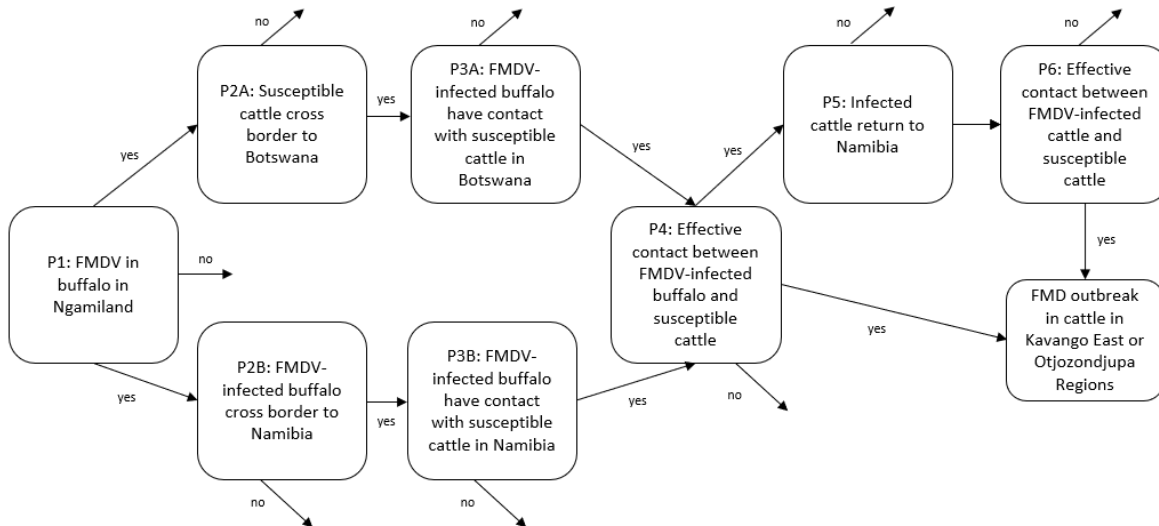 no
no
no
no
P2A: Susceptible
cattle cross
border to
Botswana
yes
P3A: FMDV-
infected buffalo
have contact
with susceptible
cattle in
Botswana
P5: Infected
cattle return to
Namibia
P6: Effective
contact between
FMDV-infected
cattle and
susceptible
cattle
yes
yes
yes
P1: FMDV in
buffalo in
Ngamiland
no
P4: Effective
contact between
FMDV-infected
buffalo and
susceptible
cattle
yes
yes
FMD outbreak
in cattle in
Kavango East or
Otjozondjupa
Regions
yes
P2B: FMDV-
infected buffalo
cross border to
Namibia
yes
P3B: FMDV-
infected buffalo
have contact
with susceptible
cattle in Namibia
yes
no
no
no